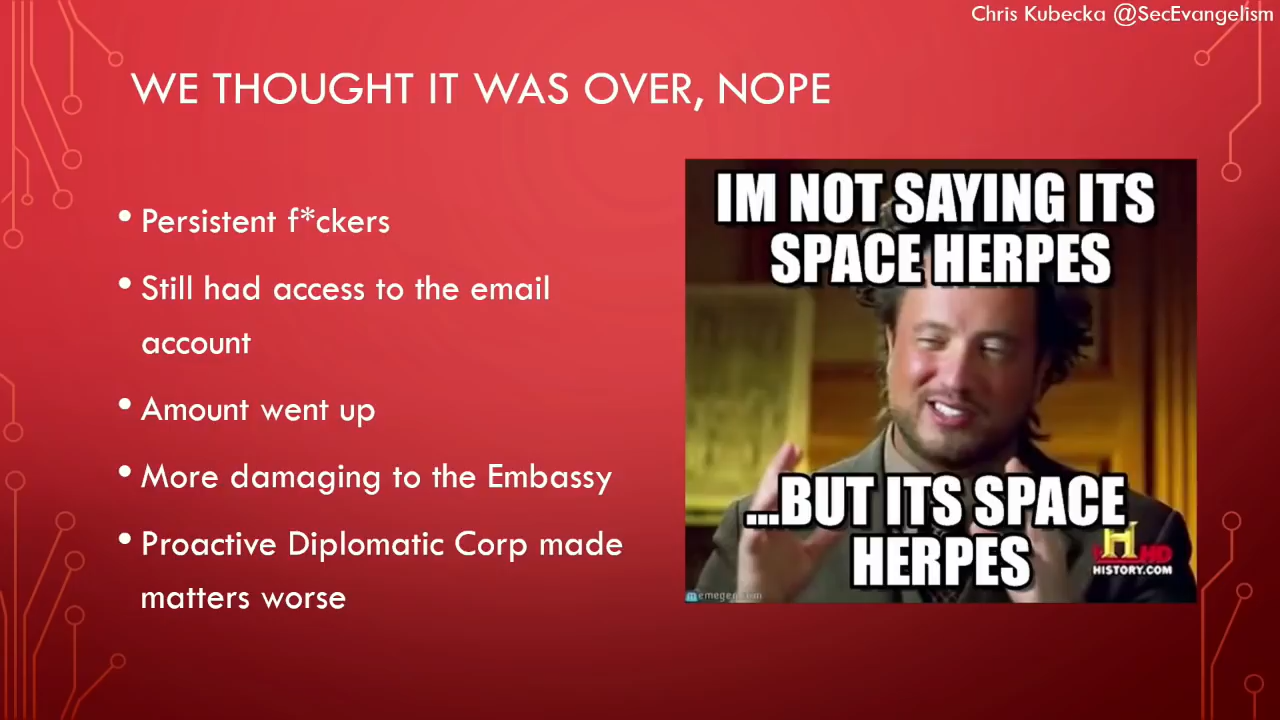 Chris Kubecka @SecEvangelism
WE THOUGHT IT WAS OVER, NOPE
• Persistent f*ckers
• Still had access to the email
account
• Amount went up
• More damaging to the Embassy
• Proactive Diplomatic Corp made
matters worse
IM NOT SAYING ITS
SPACE HERPES
...BUT ITS SPACE
HERPES
H HD
HISTORY.COM